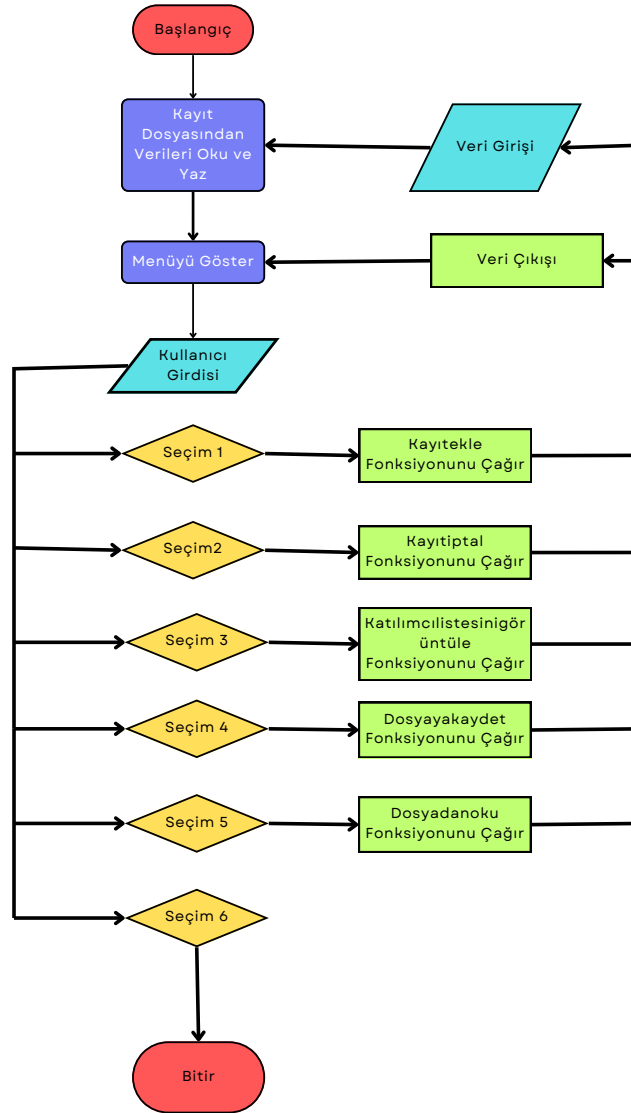 Başlangıç
Kayıt
Dosyasından
Verileri Oku ve
Yaz
Veri Girişi
Menüyü Göster
Veri Çıkışı
Kullanıcı
Girdisi
Seçim 1
Kayıtekle
Fonksiyonunu Çağır
Seçim2
Kayıtiptal
Fonksiyonunu Çağır
Seçim 3
Katılımcılistesinigör
üntüle
Fonksiyonunu Çağır
Seçim 4
Dosyayakaydet
Fonksiyonunu Çağır
Seçim 5
Dosyadanoku
Fonksiyonunu Çağır
Seçim 6
Bitir